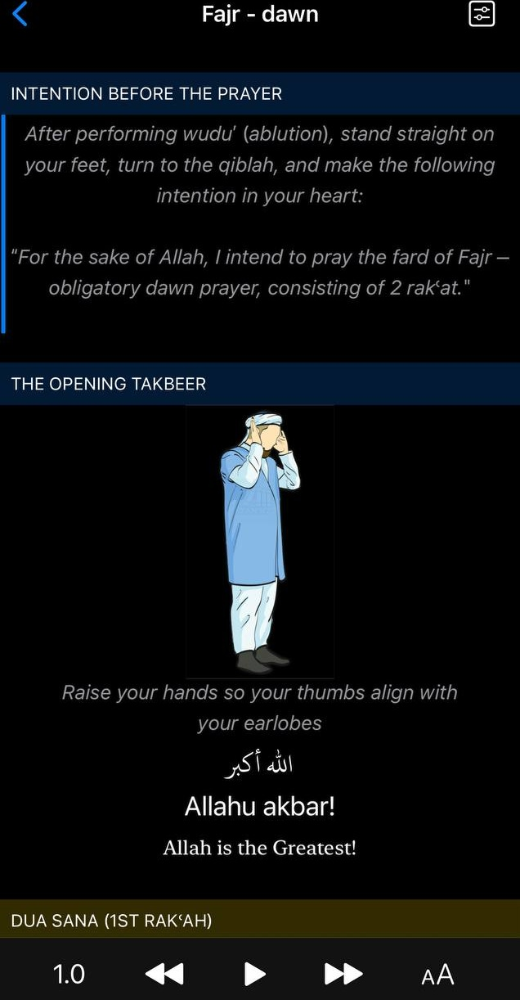 Fajr - dawn
INTENTION BEFORE THE PRAYER
After performing wudu' (ablution), stand straight on
your feet, turn to the qiblah, and make the following
intention in your heart:
"For the sake of Allah, I intend to pray the fard of Fajr –
obligatory dawn prayer, consisting of 2 rakʿat."
THE OPENING TAKBEER
Raise your hands so your thumbs align with
your earlobes
الله أكبر
Allahu akbar!
Allah is the Greatest!
DUA SANA (1ST RAKʿAH)
1.0
AA